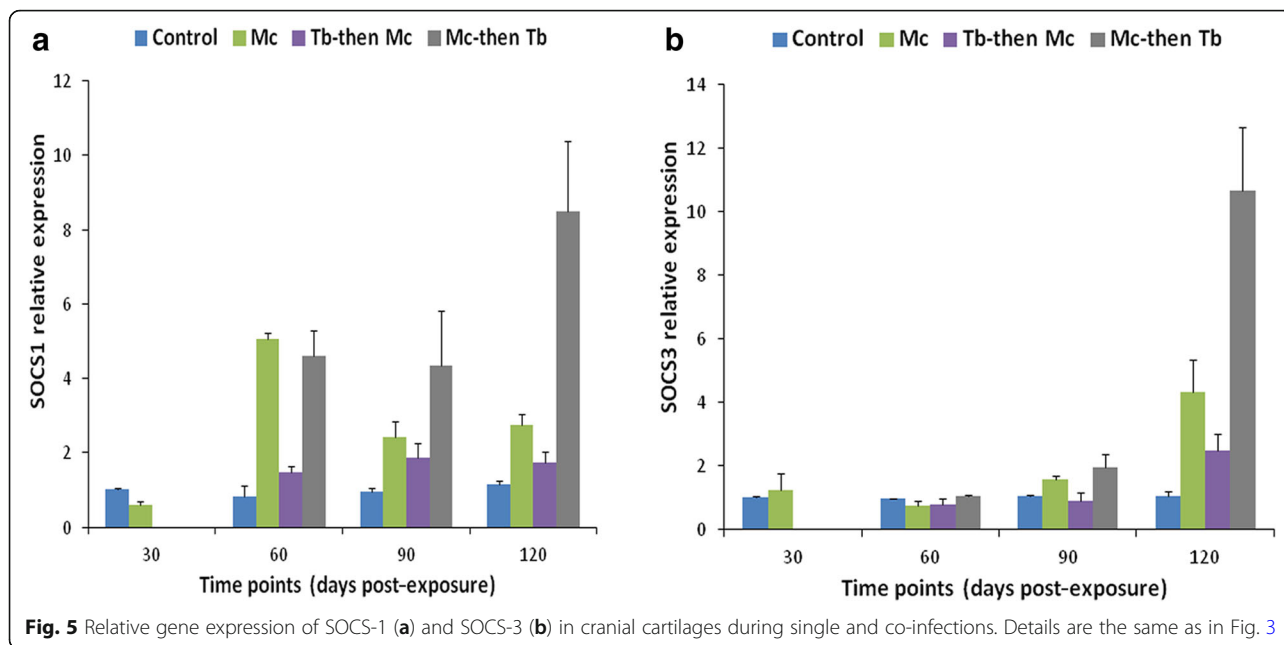 a
Control Mc Tb-then Mc Mc-then Tb
SOCS1 relative expression
12
10
8
6
4
2
0
30 60 90 120
Time points (days post-exposure)
b
Control Mc Tb-then Mc Mc-then Tb
SOCS3 relative expression
14
12
10
8
6
4
2
0
30 60 90 120
Time points (days post-exposure)
Fig. 5 Relative gene expression of SOCS-1 (a) and SOCS-3 (b) in cranial cartilages during single and co-infections. Details are the same as in Fig. 3